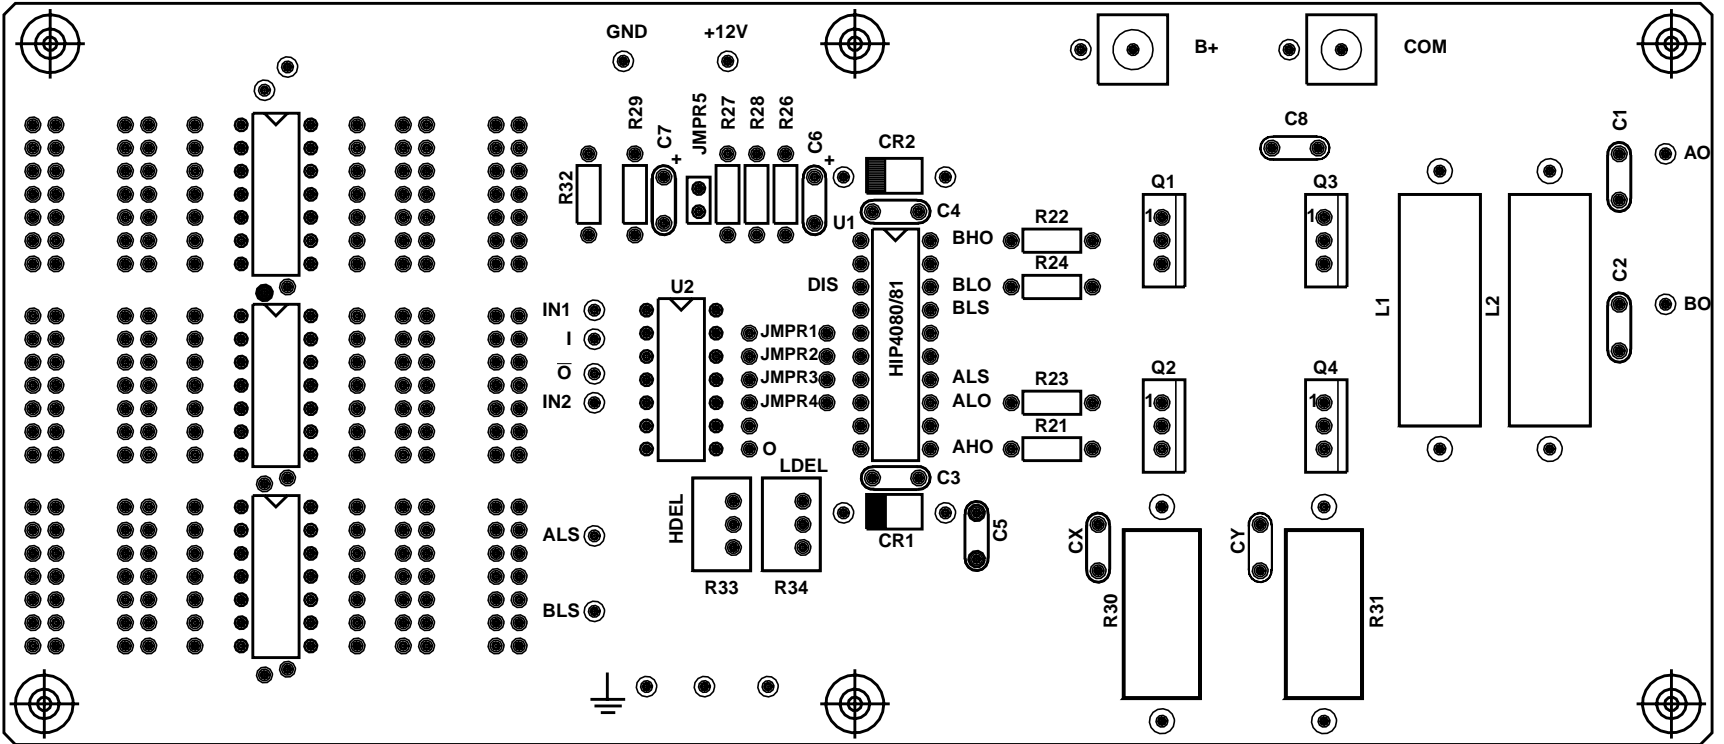 GND
+12V
B+
COM
R29
C7
+
JMPR5
R27
R28
R26
C6
+
CR2
C8
C1
AO
R32
U1
C4
Q1
1
Q3
1
BHO
R22
R24
DIS
BLO
BLS
U2
HIP4080/81
L1
L2
C2
BO
IN1
I
O
IN2
JMPR1
JMPR2
JMPR3
JMPR4
O
ALS
ALO
AHO
R23
R21
Q2
1
Q4
1
LDEL
HDEL
C3
CR1
C5
CX
CY
ALS
R33
R34
BLS
R30
R31